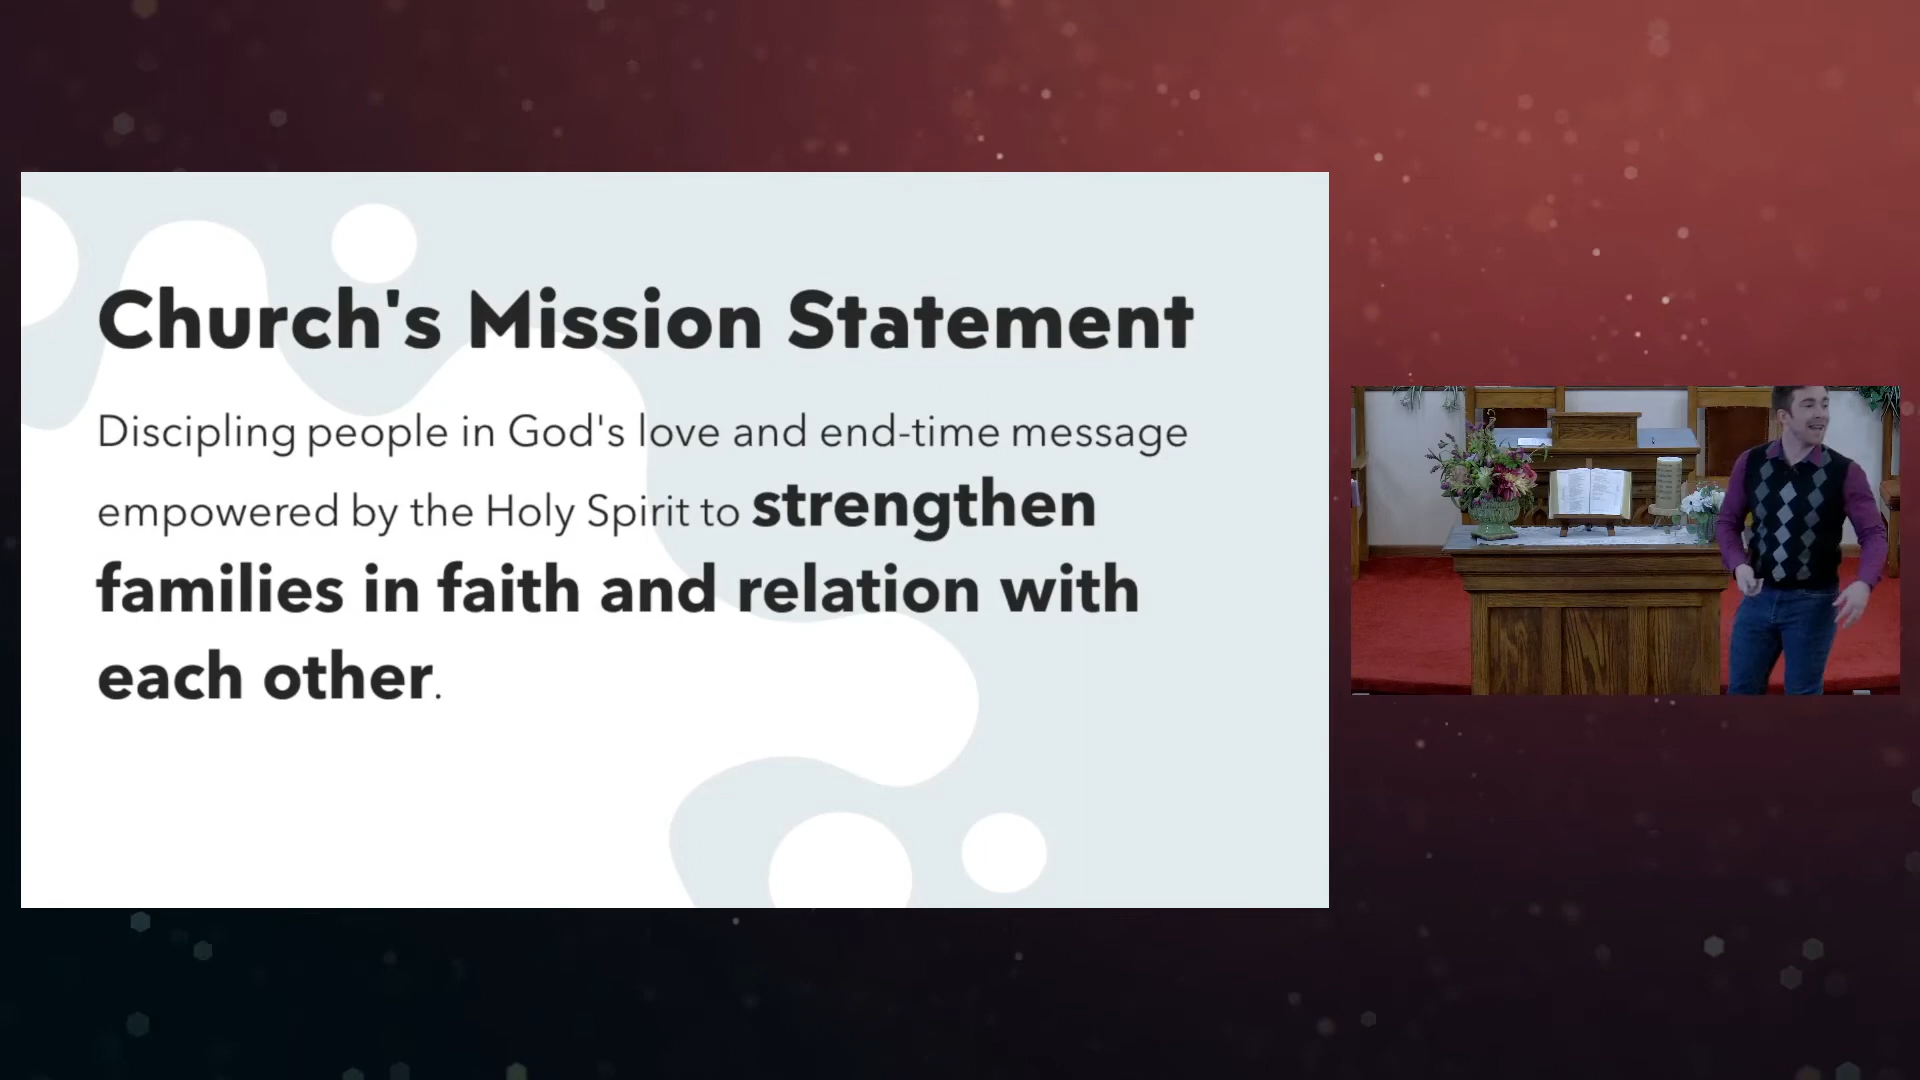 Church's Mission Statement
Discipling people in God's love and end-time message
empowered by the Holy Spirit to strengthen
families in faith and relation with
each other.